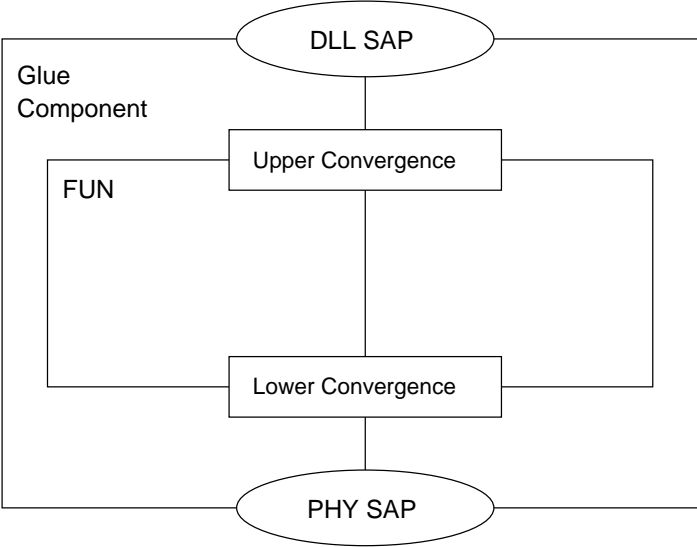 DLL SAP
Glue
Component
Upper Convergence
FUN
Lower Convergence
PHY SAP